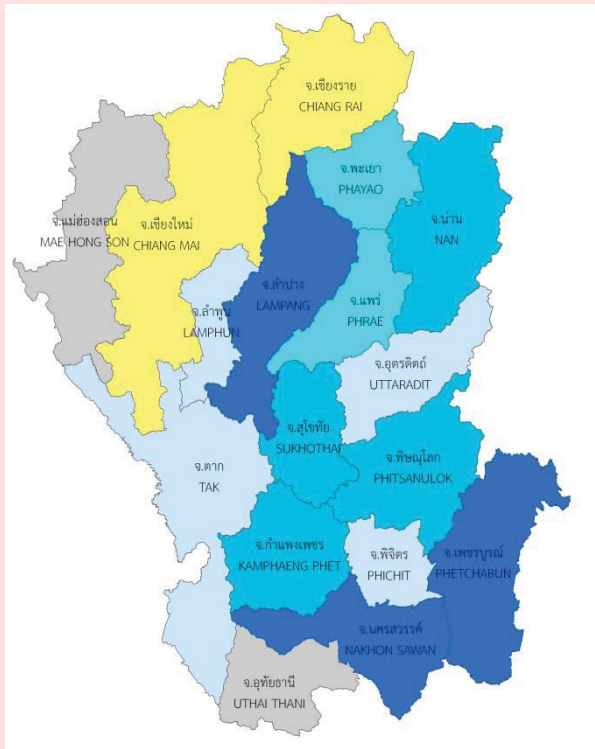 จ.เชียงราย
CHIANG RAI
จ.พะเยา
PHAYAO
จ.น่าน
NAN
จ.แม่ฮ่องสอน
MAE HONG SON
จ.เชียงใหม่
CHIANG MAI
จ.ลำปาง
LAMPANG
จ.ลำพูน
LAMPHUN
จ.แพร่
PHRAE
จ.อุตรดิตถ์
UTTARADIT
จ.สุโขทัย
SUKHOTHAI
จ.ตาก
TAK
จ.พิษณุโลก
PHITSANULOK
จ.กำแพงเพชร
KAMPHAENG PHET
จ.พิจิตร
PHICHIT
จ.เพชรบูรณ์
PHETCHABUN
จ.นครสวรรค์
NAKHON SAWAN
จ.อุทัยธานี
UTHAI THANI